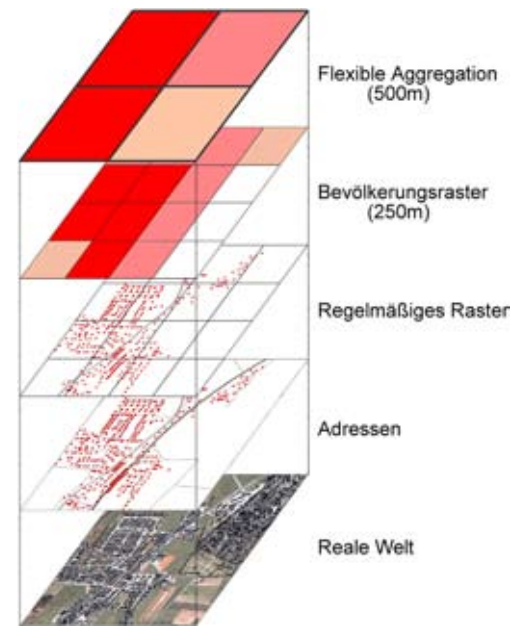 Flexible Aggregation
(500m)
Bevölkerungsraster
(250m)
Regelmäßiges Raster
Adressen
Reale Welt